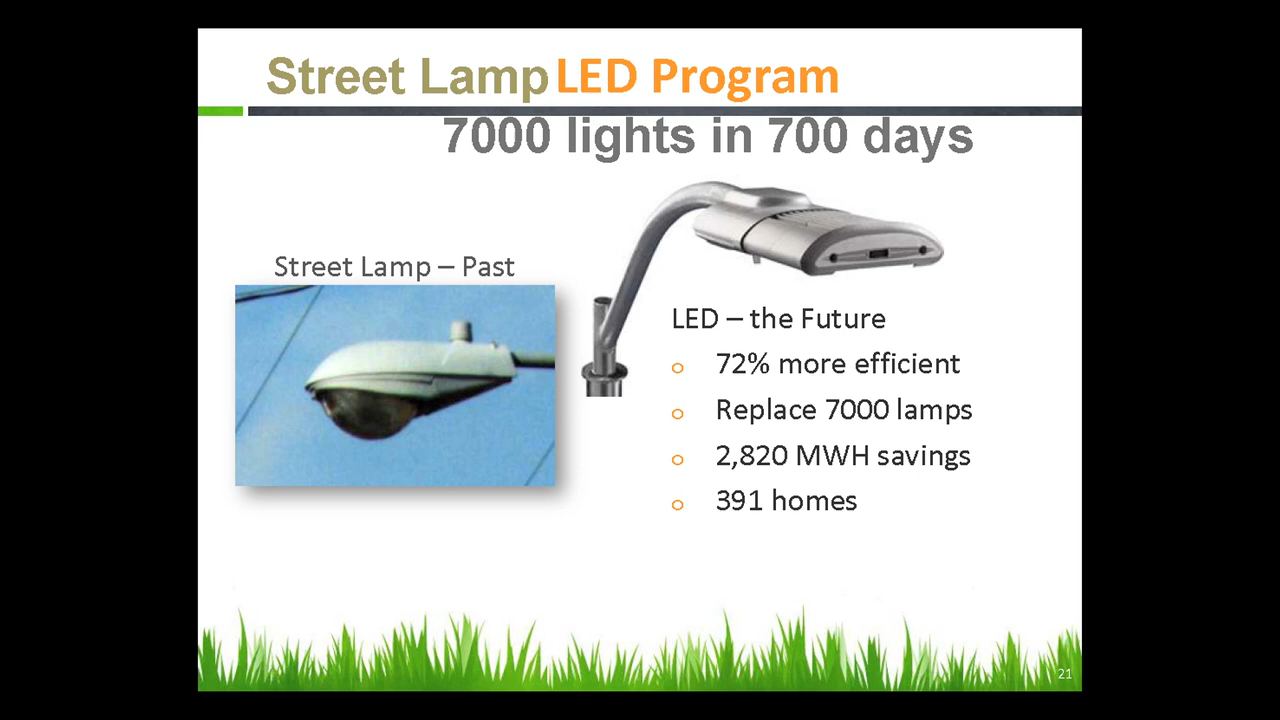 Street Lamp LED Program
7000 lights in 700 days
Street Lamp – Past
LED – the Future
o 72% more efficient
o Replace 7000 lamps
o 2,820 MWH savings
o 391 homes
21